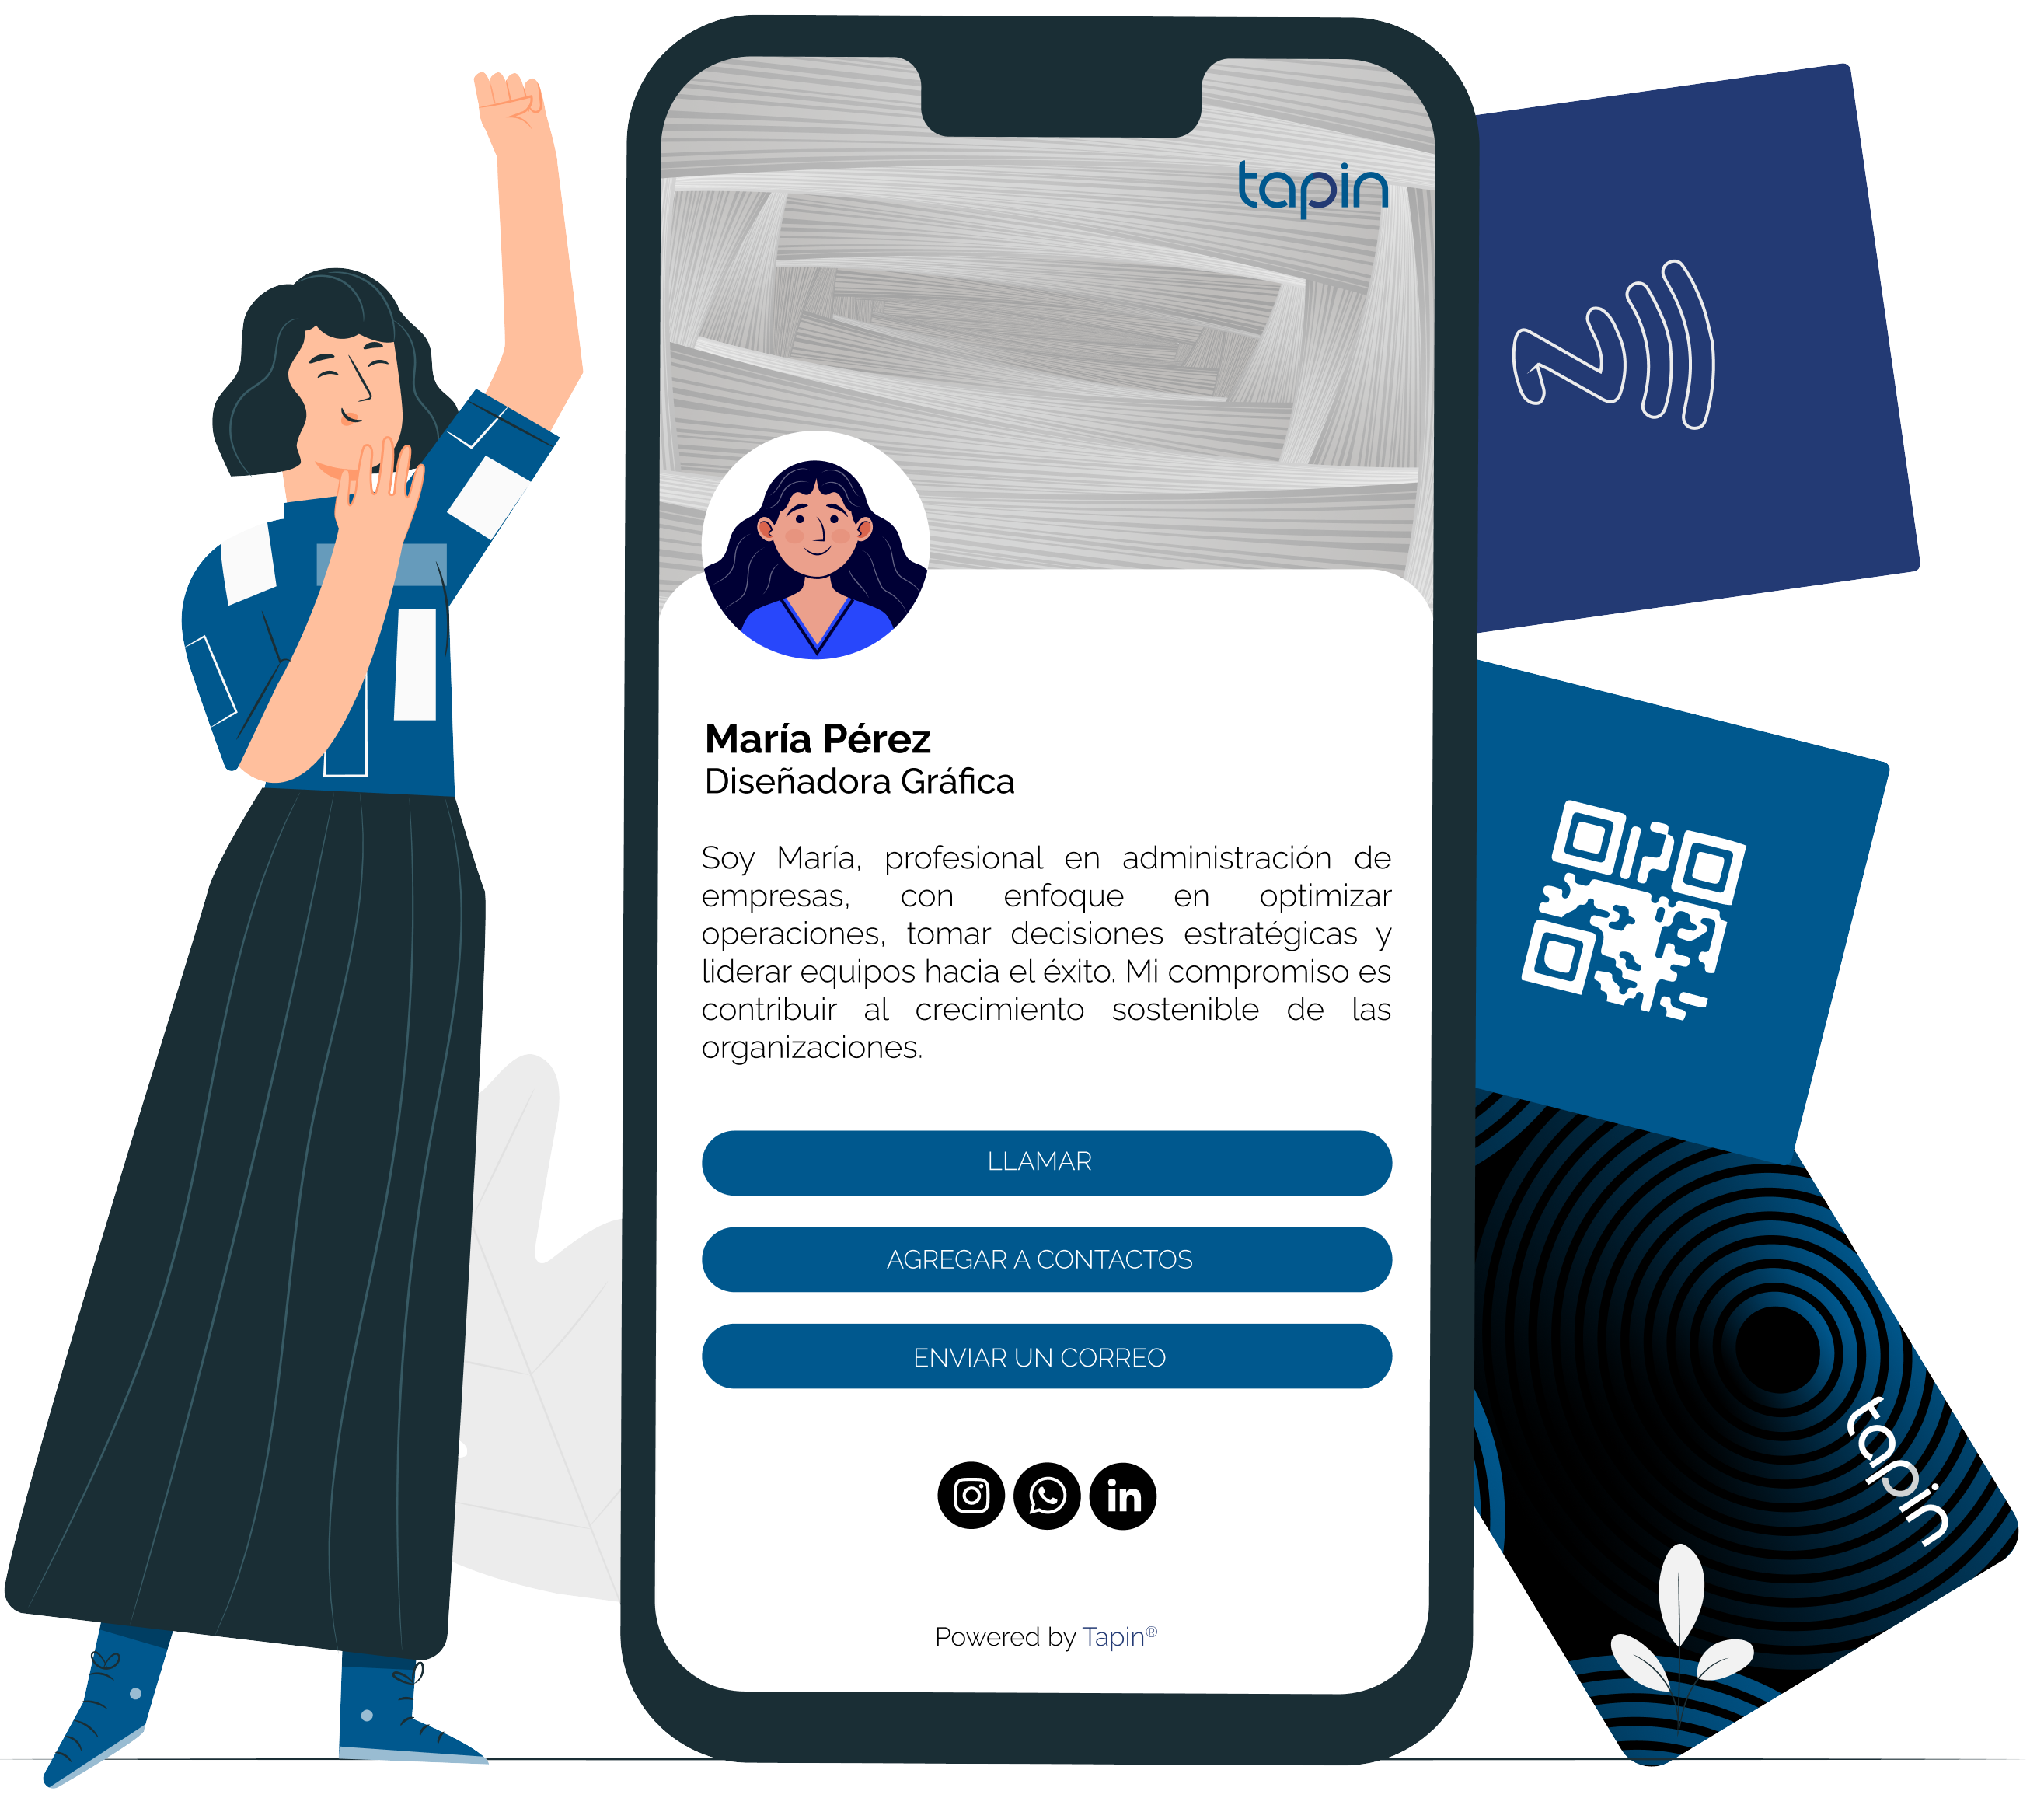 tapin
María Pérez
Diseñadora Gráfica
Soy María, profesional en administración de
empresas, con enfoque en optimizar
operaciones, tomar decisiones estratégicas y
liderar equipos hacia el éxito. Mi compromiso es
contribuir al crecimiento sostenible de las
organizaciones.
LLAMAR
AGREGAR A CONTACTOS
ENVIAR UN CORREO
in
Powered by Tapin®
tapin